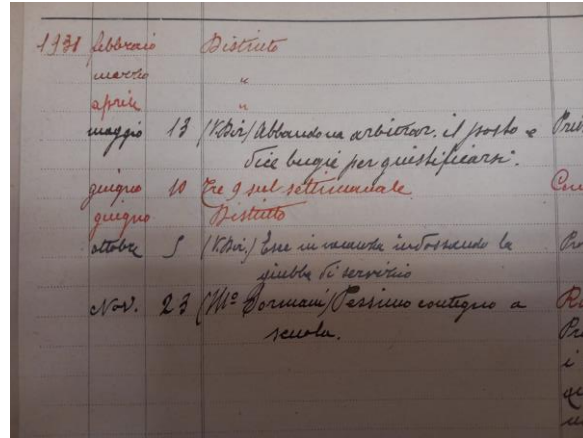 1931 febbraio Distinto
marzo "
aprile "
maggio 13 (V.Dir.) Abbandona arbitrar. il posto e
dice bugie per giustificarsi.
giugno 10 Tre 9 sul settimanale
giugno Distinto
ottobre 5 (V.Dir.) Esce in vacanza indossando la
giubba di servizio
Nov. 23 (M° Dormani) Pessimo contegno a
scuola.